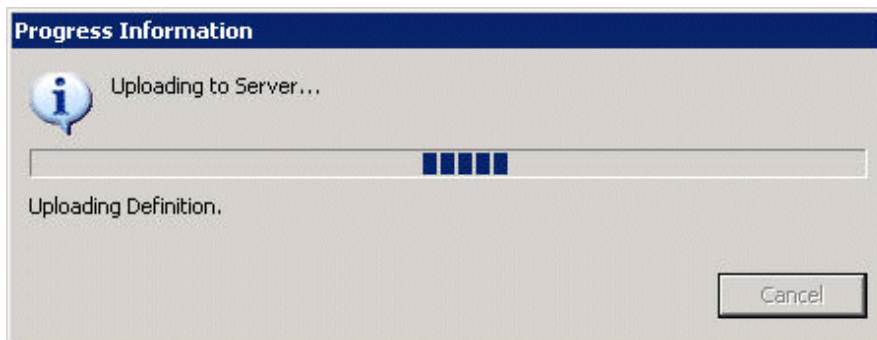 Progress Information
Uploading to Server...
Uploading Definition.
Cancel